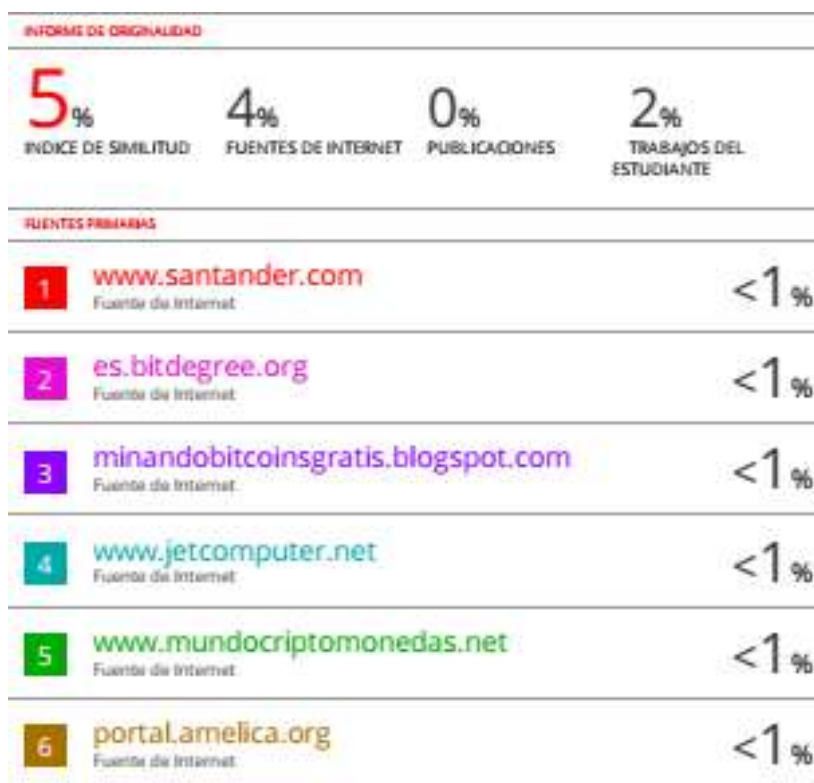 INFORME DE ORIGINALIDAD
5%
INDICE DE SIMILITUD
4%
FUENTES DE INTERNET
0%
PUBLICACIONES
2%
TRABAJOS DEL
ESTUDIANTE
FUENTES PRIMARIAS
1
www.santander.com
Fuente de Internet
<1%
2
es.bitdegree.org
Fuente de Internet
<1%
3
minandobitcoinsgratis.blogspot.com
Fuente de Internet
<1%
4
www.jetcomputer.net
Fuente de Internet
<1%
5
www.mundocriptomonedas.net
Fuente de Internet
<1%
6
portal.amelica.org
Fuente de Internet
<1%